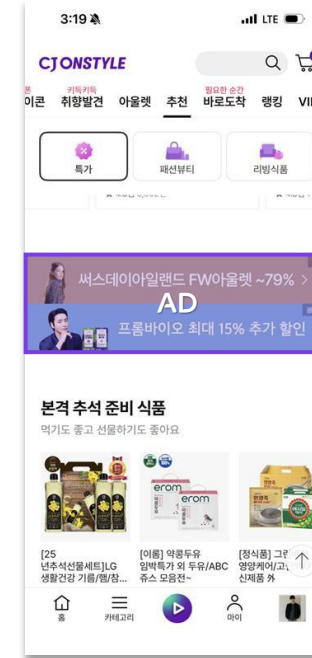 3:19 LTE
CJ ONSTYLE
키득키득 필요한 순간
이콘 취향발견 아울렛 추천 바로도착 랭킹 VI
특가 패션뷰티 리빙식품
써스데이아일랜드 FW아울렛 ~79% >
AD
프롬바이오 최대 15% 추가 할인
본격 추석 준비 식품
먹기도 좋고 선물하기도 좋아요
erom
erom
[25
년추석선물세트]LG
생활건강 기름/햄/참...
[이롬] 약콩두유
임박특가 외 두유/ABC
쥬스 모음전~
[정식품] 그린
영양케어/고
신제품 外
홈 카테고리 마이